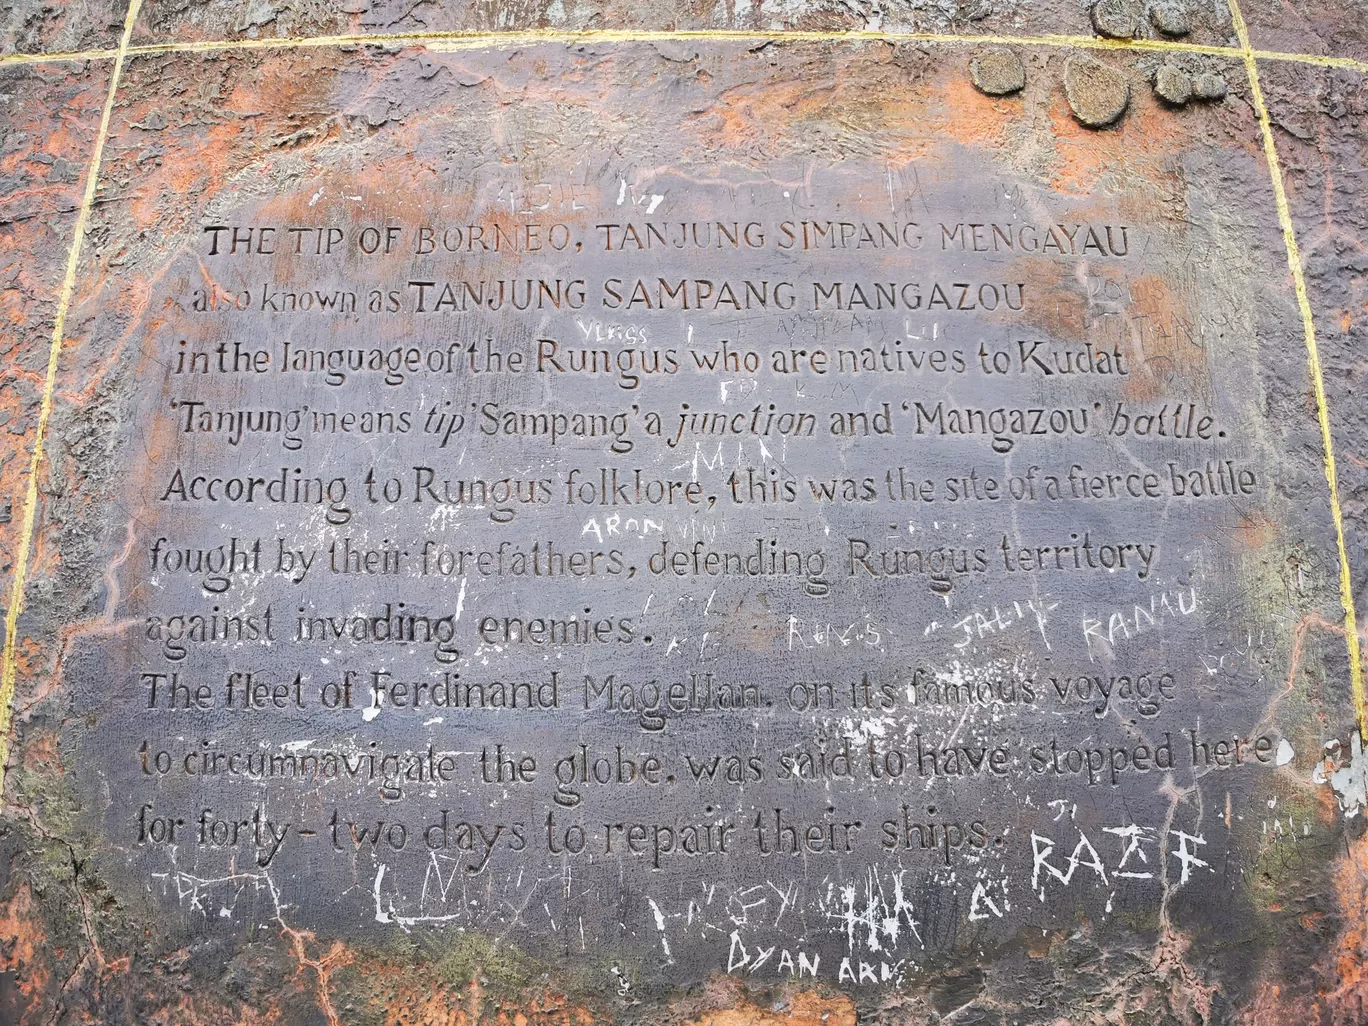 THE TIP OF BORNEO, TANJUNG SIMPANG MENGAYAU
also known as TANJUNG SAMPANG MANGAZOU
in the language of the Rungus who are natives to Kudat
'Tanjung' means tip 'Sampang' a junction and 'Mangazou' battle.
According to Rungus folklore, this was the site of a fierce battle
ARON
fought by their forefathers, defending Rungus territory
against invading enemies.
RANAU
The fleet of Ferdinand Magellan. on its famous voyage
to circumnavigate the globe. was said to have stopped here
for forty-two days to repair their ships.
DYAN